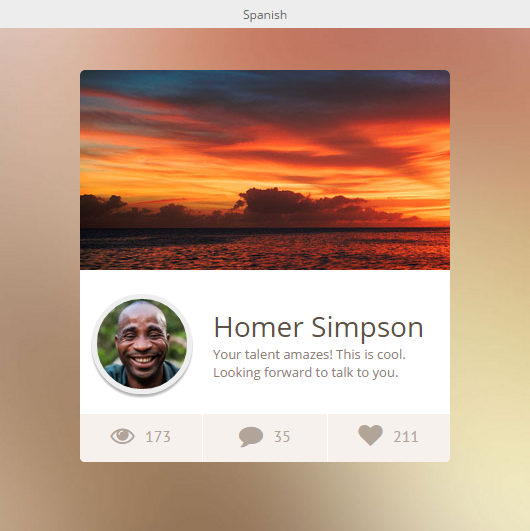 Spanish
Homer Simpson
Your talent amazes! This is cool.
Looking forward to talk to you.
173
35
211